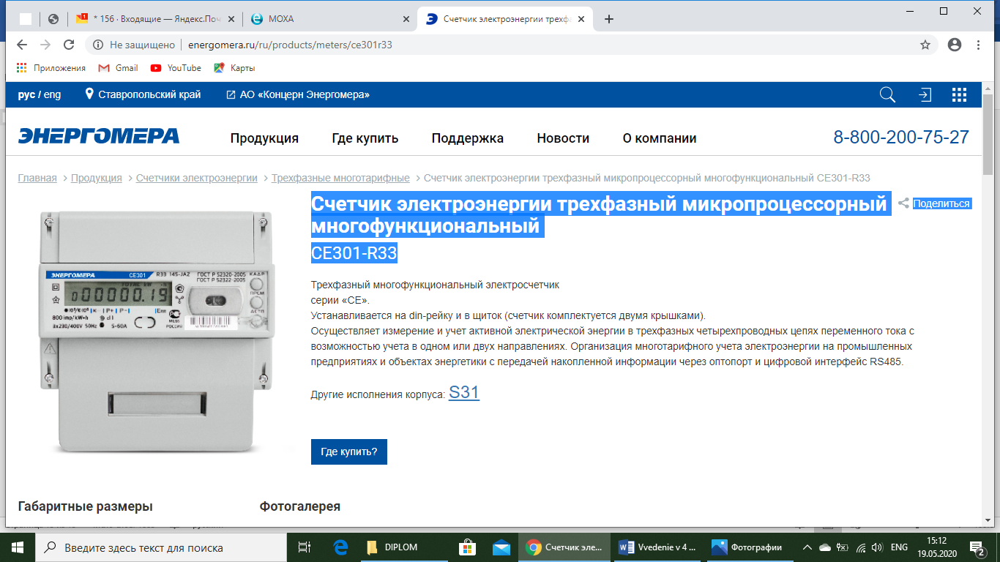 * 156 · Входящие — Яндекс.Поч
MOXA
Счетчик электроэнергии трехфа
Не защищено
energomera.ru/ru/products/meters/ce301r33
Приложения
Gmail
YouTube
Карты
рус / eng
Ставропольский край
АО «Концерн Энергомера»
ЭНЕРГОМЕРА
Продукция
Где купить
Поддержка
Новости
О компании
8-800-200-75-27
Главная
Продукция
Счетчики электроэнергии
Трехфазные многотарифные
Счетчик электроэнергии трехфазный микропроцессорный многофункциональный CE301-R33
Счетчик электроэнергии трехфазный микропроцессорный
многофункциональный
CE301-R33
Поделиться
ЭНЕРГОМЕРА
CE301
R33 145-JAZ
ГОСТ Р 52320-2005
ГОСТ Р 52322-2005
КАДР
ПРСМ
ДСТП
00000.19
800 imp/kW•h
3x230/400V 50Hz
5-60A
РОССИЯ
Трехфазный многофункциональный электросчетчик
серии «CE».
Устанавливается на din-рейку и в щиток (счетчик комплектуется двумя крышками).
Осуществляет измерение и учет активной электрической энергии в трехфазных четырехпроводных цепях переменного тока с
возможностью учета в одном или двух направлениях. Организация многотарифного учета электроэнергии на промышленных
предприятиях и объектах энергетики с передачей накопленной информации через оптопорт и цифровой интерфейс RS485.
Другие исполнения корпуса: S31
Где купить?
Габаритные размеры
Фотогалерея
Введите здесь текст для поиска
DIPLOM
Счетчик эле...
Vvedenie v 4 ...
Фотографии
ENG
15:12
19.05.2020
2